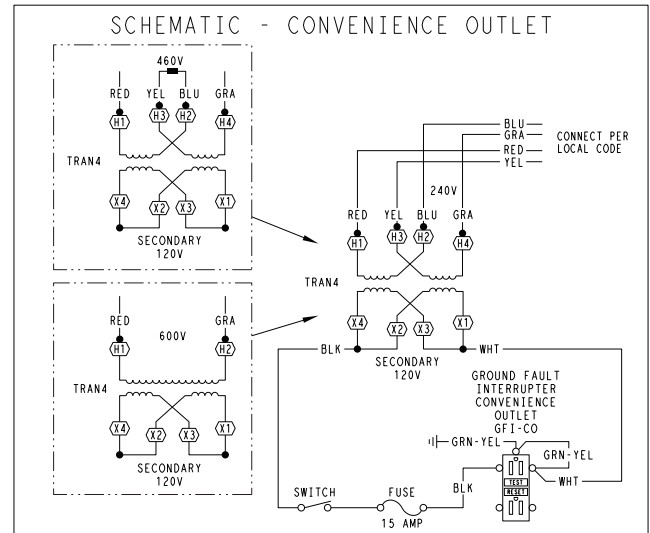 SCHEMATIC - CONVENIENCE OUTLET
460V
RED YEL BLU GRA
H1 H3 H2 H4
TRAN4
X4 X2 X3 X1
SECONDARY
120V
RED GRA
H1 600V H2
TRAN4
X4 X2 X3 X1
SECONDARY
120V
BLU
GRA
RED
YEL
CONNECT PER
LOCAL CODE
240V
RED YEL BLU GRA
H1 H3 H2 H4
TRAN4
X4 X2 X3 X1
BLK WHT
SECONDARY
120V
GROUND FAULT
INTERRUPTER
CONVENIENCE
OUTLET
GFI-CO
GRN-YEL
GRN-YEL
WHT
TEST
RESET
BLK
SWITCH
FUSE
15 AMP